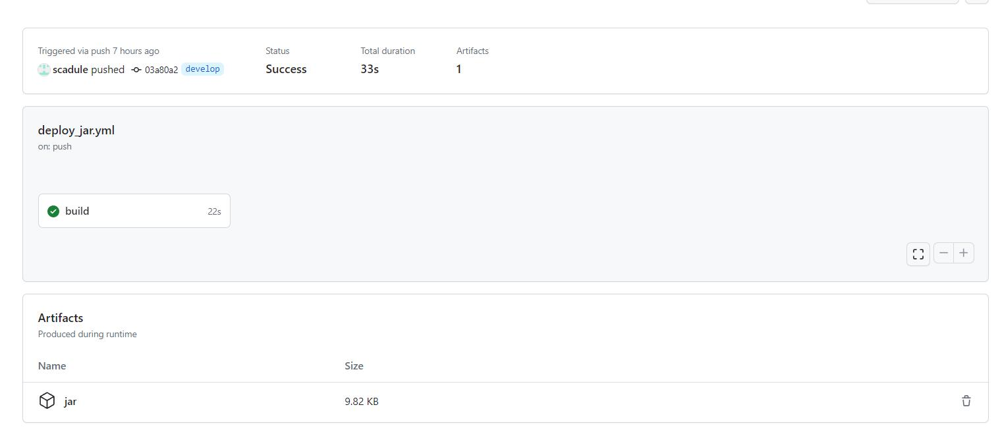 Triggered via push 7 hours ago
scadule pushed 03a80a2 develop
Status
Success
Total duration
33s
Artifacts
1
deploy_jar.yml
on: push
build 22s
Artifacts
Produced during runtime
Name Size
jar 9.82 KB